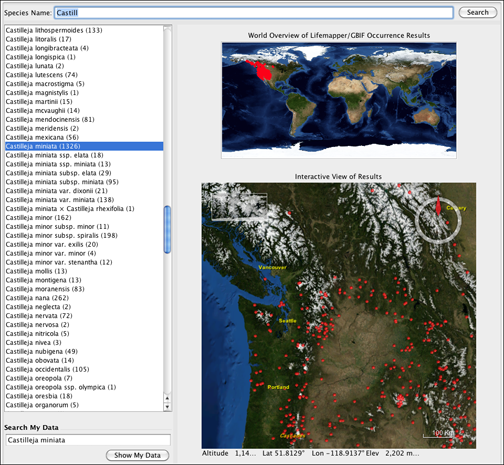 Species Name: Castill Search
Castilleja lithospermoides (133)
Castilleja litoralis (17)
Castilleja longibracteata (4)
Castilleja longispica (1)
Castilleja lunata (2)
Castilleja lutescens (74)
Castilleja macrostigma (5)
Castilleja magnistylis (1)
Castilleja martinii (15)
Castilleja mcvaughii (14)
Castilleja mendocinensis (81)
Castilleja meridensis (2)
Castilleja mexicana (56)
Castilleja miniata (1326)
Castilleja miniata ssp. elata (18)
Castilleja miniata ssp. miniata (13)
Castilleja miniata subsp. elata (29)
Castilleja miniata subsp. miniata (95)
Castilleja miniata var. dixonii (21)
Castilleja miniata var. miniata (138)
Castilleja miniata × Castilleja rhexifolia (1)
Castilleja minor (162)
Castilleja minor subsp. minor (11)
Castilleja minor subsp. spiralis (198)
Castilleja minor var. exilis (20)
Castilleja minor var. minor (4)
Castilleja minor var. stenantha (12)
Castilleja mollis (13)
Castilleja montigena (13)
Castilleja moranensis (83)
Castilleja nana (262)
Castilleja neglecta (2)
Castilleja nervata (72)
Castilleja nervosa (2)
Castilleja nitricola (5)
Castilleja nivea (3)
Castilleja nubigena (49)
Castilleja obovata (14)
Castilleja occidentalis (105)
Castilleja oreopola (7)
Castilleja oreopola ssp. olympica (1)
Castilleja oresbia (18)
Castilleja organorum (5)
Search My Data
Castilleja miniata
Show My Data
World Overview of Lifemapper/GBIF Occurrence Results
Interactive View of Results
Calgary
Vancouver
Seattle
Portland
100 Km
Altitude 1,14... Lat 51.8129° Lon -118.9137° Elev 2,202 m...